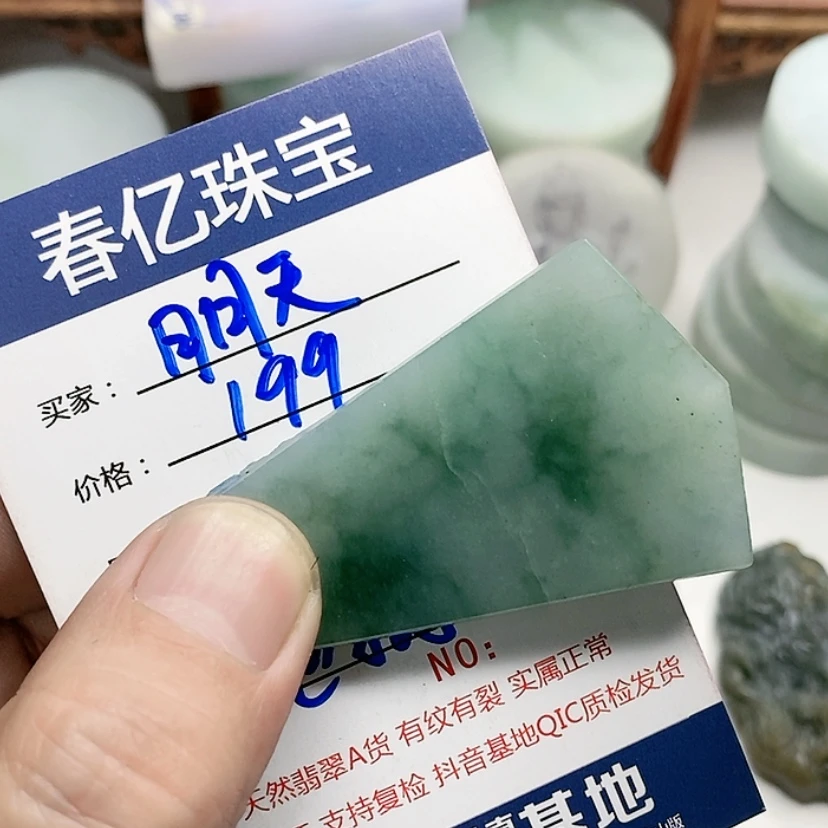 春亿珠宝
买家：明天
价格：199
NO:
天然翡翠A货 有纹有裂 实属正常
支持复检 抖音基地QIC质检发货
基地